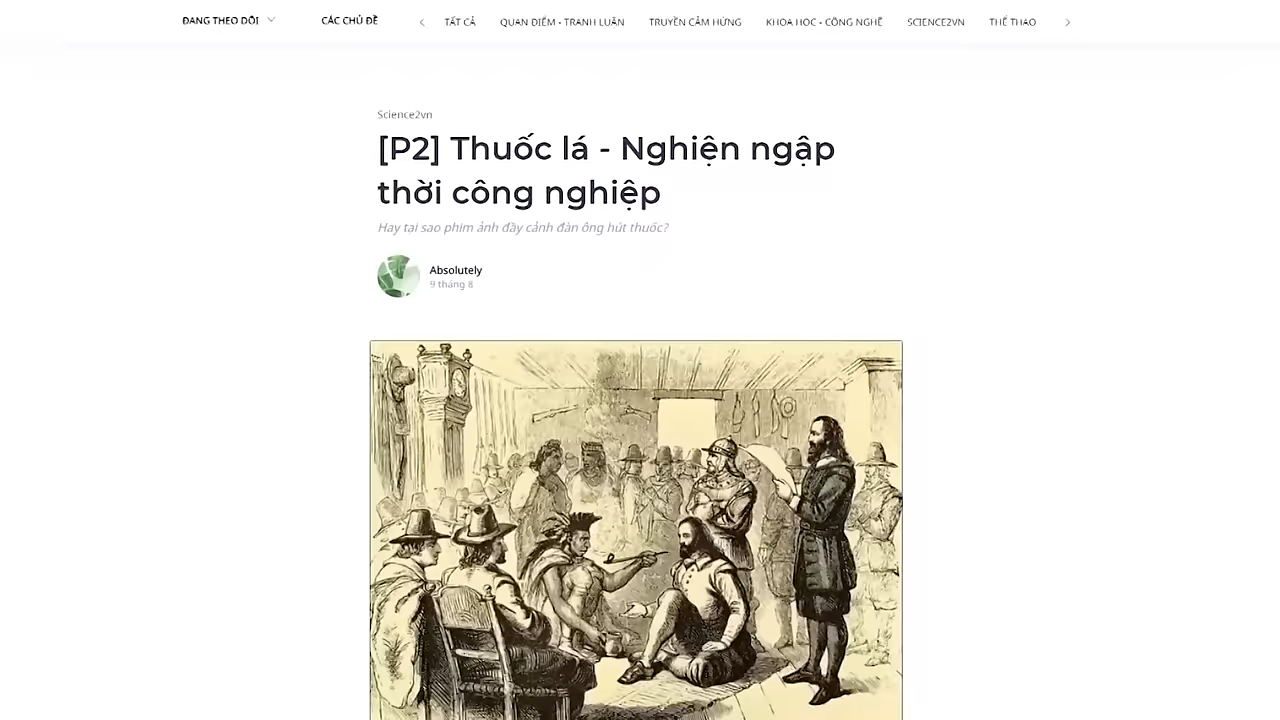 ĐANG THEO DÕI
CÁC CHỦ ĐỀ
TẤT CẢ
QUAN ĐIỂM - TRANH LUẬN
TRUYỀN CẢM HỨNG
KHOA HỌC - CÔNG NGHỆ
SCIENCE2VN
THỂ THAO
Science2vn
[P2] Thuốc lá - Nghiện ngập
thời công nghiệp
Hay tại sao phim ảnh đầy cảnh đàn ông hút thuốc?
Absolutely
9 tháng 8